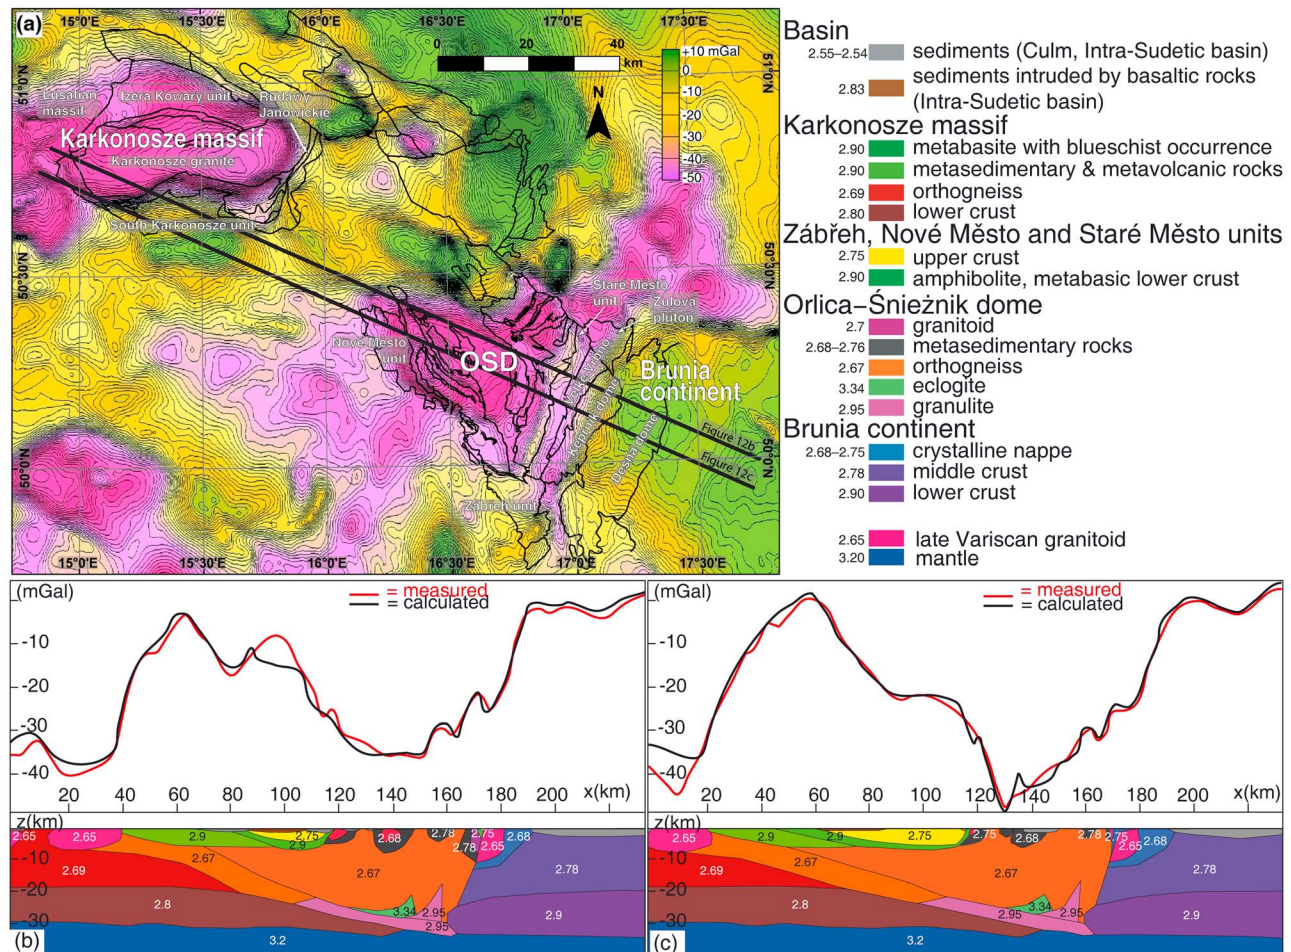 (a)
15°0'E 15°30'E 16°0'E 16°30'E 17°0'E 17°30'E
0 20 40
km
N
+10 mGal
0
-10
-20
-30
-40
-50
51°0'N
51°0'N
50°30'N
50°30'N
50°0'N
50°0'N
Lusatian
massif
Izera Kowary unit
Rudawy
Janowickie
Karkonosze massif
Karkonosze granite
South Karkonosze unit
Staré Mesto
unit
Zulova
pluton
Nové Mesto
unit
OSD
Brunia
continent
Keprnik dome
Desná dome
Zábřeh unit
Figure 12b
Figure 12c
15°0'E 15°30'E 16°0'E 16°30'E 17°0'E 17°30'E
Basin
2.55–2.54 sediments (Culm, Intra-Sudetic basin)
2.83 sediments intruded by basaltic rocks
(Intra-Sudetic basin)
Karkonosze massif
2.90 metabasite with blueschist occurrence
2.90 metasedimentary & metavolcanic rocks
2.69 orthogneiss
2.80 lower crust
Zábřeh, Nové Město and Staré Město units
2.75 upper crust
2.90 amphibolite, metabasic lower crust
Orlica–Śnieżnik dome
2.7 granitoid
2.68–2.76 metasedimentary rocks
2.67 orthogneiss
3.34 eclogite
2.95 granulite
Brunia continent
2.68–2.75 crystalline nappe
2.78 middle crust
2.90 lower crust
2.65 late Variscan granitoid
3.20 mantle
(mGal)
= measured
= calculated
-10
-20
-30
-40
20 40 60 80 100 120 140 160 180 200 x(km)
z(km)
2.65 2.65 2.9 2.75 2.68 2.78 2.75 2.68
2.9 2.78 2.65
-10
2.67
2.69 2.67 2.78
-20
2.8 3.34 2.95 2.9
2.95
-30
3.2
(b)
(mGal)
= measured
= calculated
-10
-20
-30
-40
20 40 60 80 100 120 140 160 180 200 x(km)
z(km)
2.65 2.9 2.9 2.75 2.75 2.68 2.78 2.75 2.68
2.65
-10
2.67
2.69 2.67 2.78
-20
2.8 3.34 2.95 2.95 2.9
-30
3.2
(c)